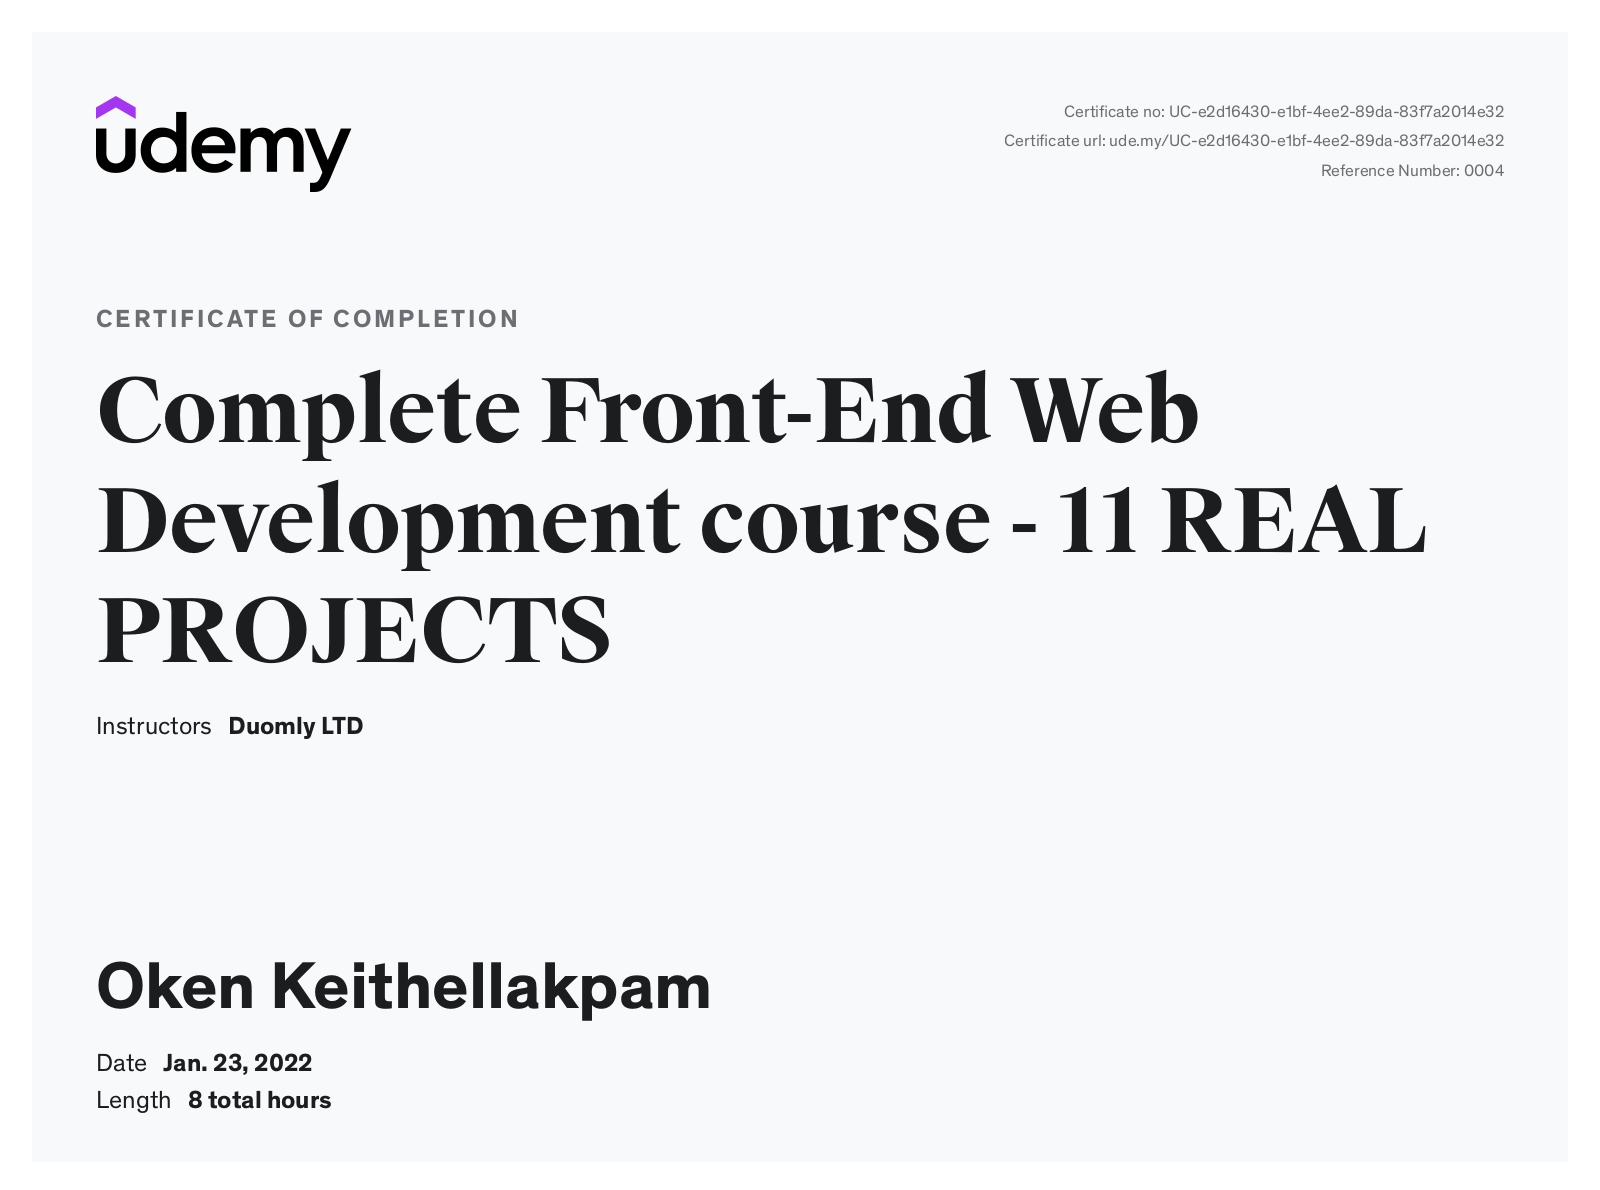 udemy
Certificate no: UC-e2d16430-e1bf-4ee2-89da-83f7a2014e32
Certificate url: ude.my/UC-e2d16430-e1bf-4ee2-89da-83f7a2014e32
Reference Number: 0004
CERTIFICATE OF COMPLETION
Complete Front-End Web
Development course - 11 REAL
PROJECTS
Instructors Duomly LTD
Oken Keithellakpam
Date Jan. 23, 2022
Length 8 total hours